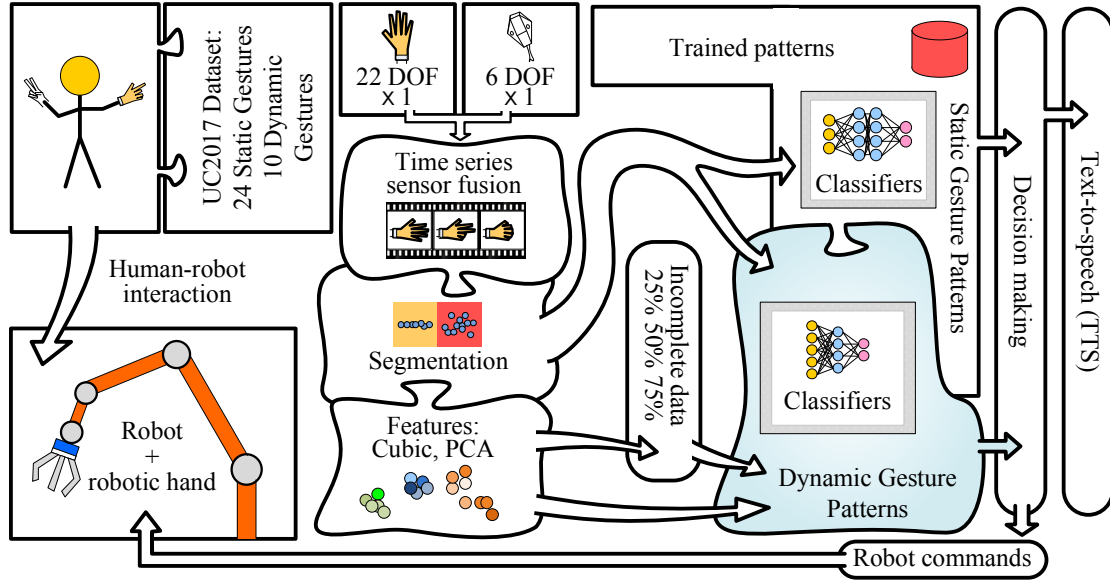 UC2017 Dataset:
24 Static Gestures
10 Dynamic
Gestures
22 DOF
x 1
6 DOF
x 1
Trained patterns
Time series
sensor fusion
Classifiers
Static Gesture Patterns
Decision making
Text-to-speech (TTS)
Human-robot
interaction
Segmentation
Incomplete data
25% 50% 75%
Classifiers
Features:
Cubic, PCA
Robot
+
robotic hand
Dynamic Gesture
Patterns
Robot commands